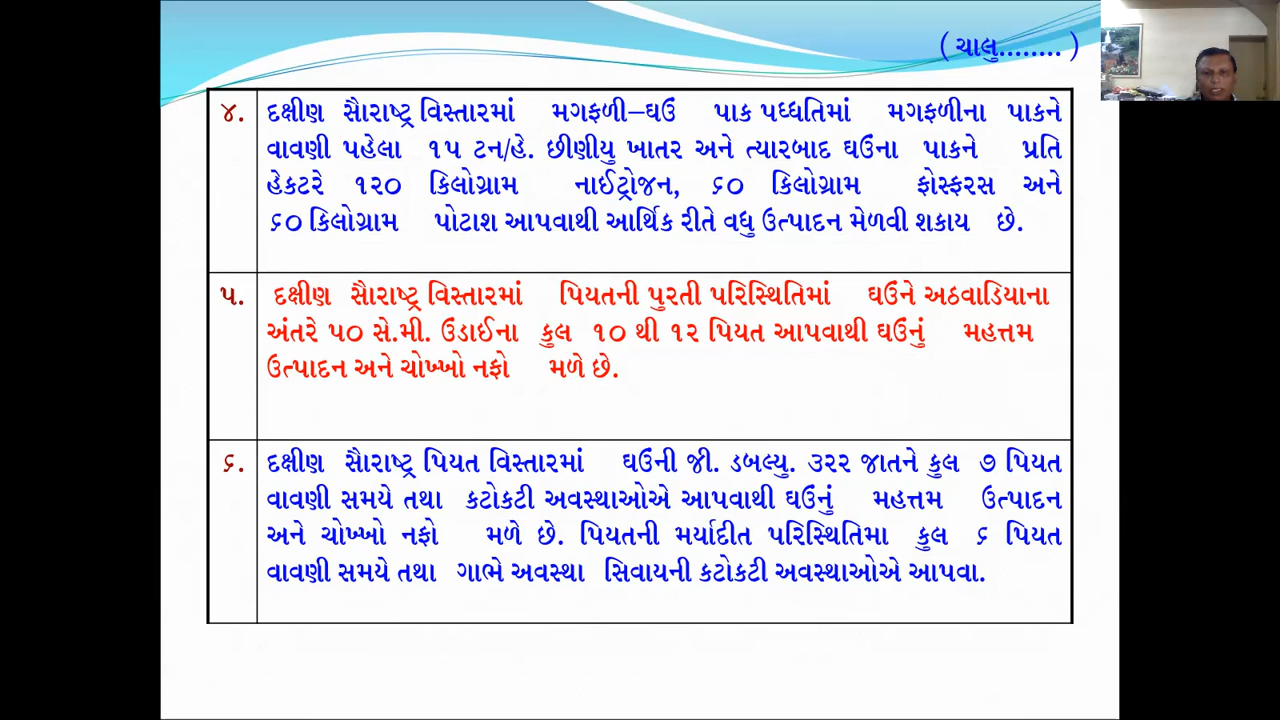 ( ચાલુ........ )
૪. દક્ષીણ સૌરાષ્ટ્ર વિસ્તારમાં મગફળી–ઘઉં પાક પધ્ધતિમાં મગફળીના પાકને
વાવણી પહેલા ૧૫ ટન/હે. છીણીયુ ખાતર અને ત્યારબાદ ઘઉંના પાકને પ્રતિ
હેકટરે ૧૨૦ કિલોગ્રામ નાઈટ્રોજન, ૬૦ કિલોગ્રામ ફોસ્ફરસ અને
૬૦ કિલોગ્રામ પોટાશ આપવાથી આર્થિક રીતે વધુ ઉત્પાદન મેળવી શકાય છે.
૫. દક્ષીણ સૌરાષ્ટ્ર વિસ્તારમાં પિયતની પુરતી પરિસ્થિતિમાં ઘઉંને અઠવાડિયાના
અંતરે ૫૦ સે.મી. ઉંડાઈના કુલ ૧૦ થી ૧૨ પિયત આપવાથી ઘઉંનું મહત્તમ
ઉત્પાદન અને ચોખ્ખો નફો મળે છે.
૬. દક્ષીણ સૌરાષ્ટ્ર પિયત વિસ્તારમાં ઘઉંની જી. ડબલ્યુ. ૩૨૨ જાતને કુલ ૭ પિયત
વાવણી સમયે તથા કટોકટી અવસ્થાઓએ આપવાથી ઘઉંનું મહત્તમ ઉત્પાદન
અને ચોખ્ખો નફો મળે છે. પિયતની મર્યાદીત પરિસ્થિતિમા કુલ ૬ પિયત
વાવણી સમયે તથા ગાભે અવસ્થા સિવાયની કટોકટી અવસ્થાઓએ આપવા.